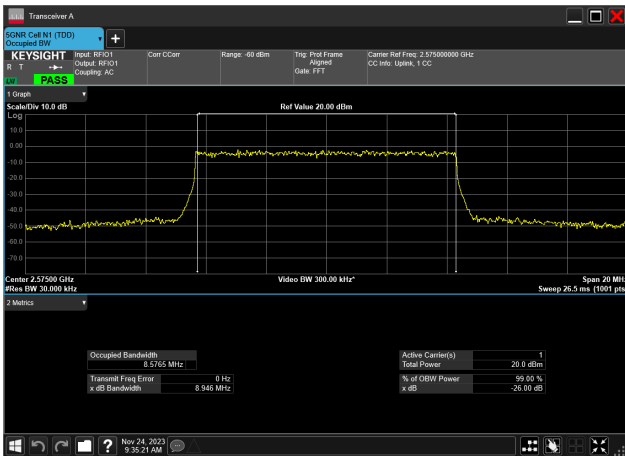 Transceiver A
5GNR Cell N1 (TDD)
Occupied BW
KEYSIGHT
R T
LXI
PASS
Input: RFIO1
Output: RFIO1
Coupling: AC
Corr CCorr
Range: -60 dBm
Trig: Prot Frame
Aligned
Gate: FFT
Carrier Ref Freq: 2.575000000 GHz
CC Info: Uplink, 1 CC
1 Graph
Scale/Div 10.0 dB
Ref Value 20.00 dBm
Log
10.0
0.00
-10.0
-20.0
-30.0
-40.0
-50.0
-60.0
-70.0
Center 2.57500 GHz
Video BW 300.00 kHz*
Span 20 MHz
#Res BW 30.000 kHz
Sweep 26.5 ms (1001 pts
2 Metrics
Occupied Bandwidth
8.5765 MHz
Transmit Freq Error 0 Hz
x dB Bandwidth 8.946 MHz
Active Carrier(s) 1
Total Power 20.0 dBm
% of OBW Power 99.00 %
x dB -26.00 dB
Nov 24, 2023
9:35:21 AM